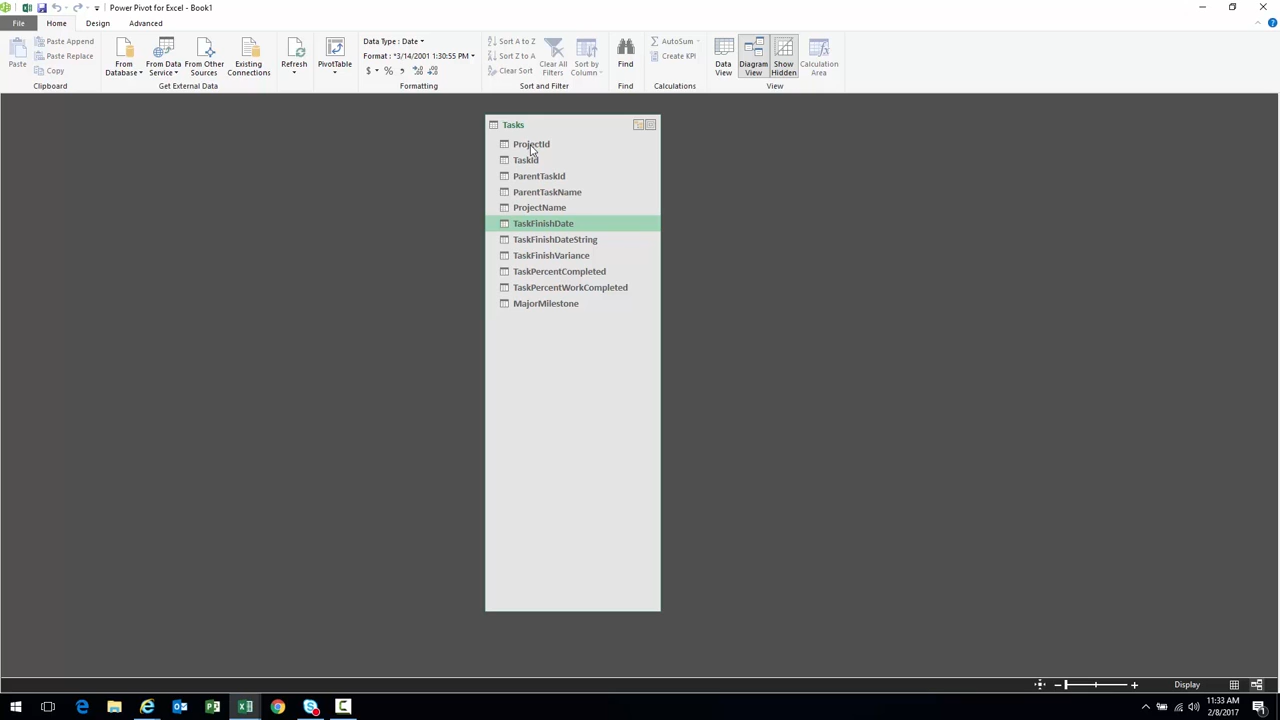 Power Pivot for Excel - Book1
File Home Design Advanced
Paste
Paste Append
Paste Replace
Copy
Clipboard
From Database
From Data Service
From Other Sources
Existing Connections
Get External Data
Refresh
PivotTable
Data Type : Date
Format : *3/14/2001 1:30:55 PM
$ % ,
Formatting
Sort A to Z
Sort Z to A
Clear Sort
Clear All Filters
Sort by Column
Sort and Filter
Find
Find
AutoSum
Create KPI
Calculations
Data View
Diagram View
Show Hidden
Calculation Area
View
Tasks
ProjectId
TaskId
ParentTaskId
ParentTaskName
ProjectName
TaskFinishDate
TaskFinishDateString
TaskFinishVariance
TaskPercentCompleted
TaskPercentWorkCompleted
MajorMilestone
Display
11:33 AM
2/8/2017